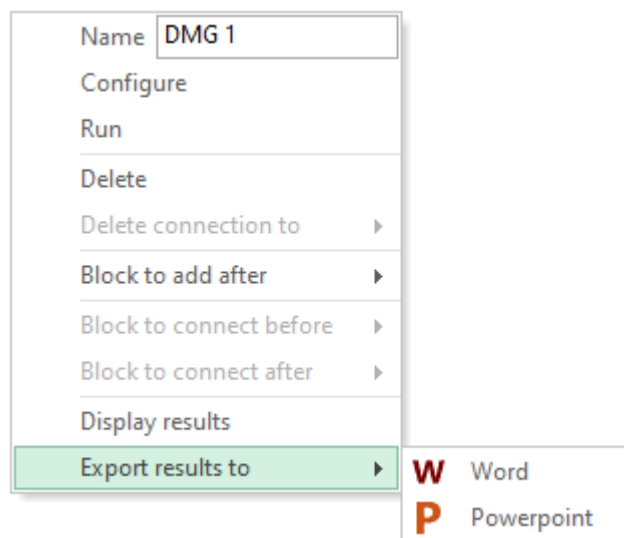 Name DMG 1
Configure
Run
Delete
Delete connection to
Block to add after
Block to connect before
Block to connect after
Display results
Export results to
W Word
P Powerpoint